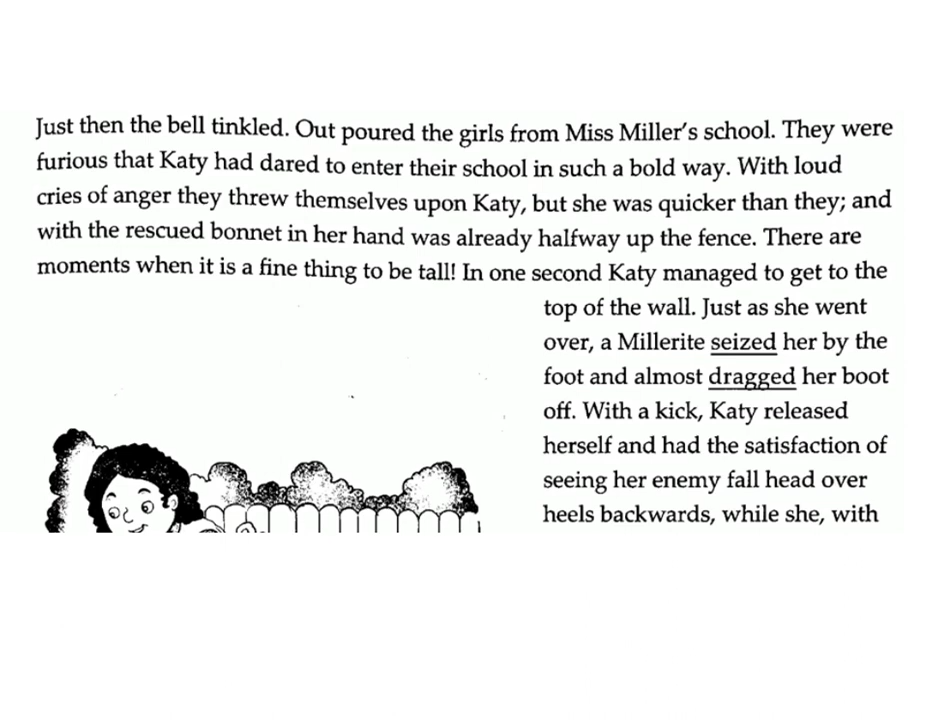 Just then the bell tinkled. Out poured the girls from Miss Miller's school. They were
furious that Katy had dared to enter their school in such a bold way. With loud
cries of anger they threw themselves upon Katy, but she was quicker than they; and
with the rescued bonnet in her hand was already halfway up the fence. There are
moments when it is a fine thing to be tall! In one second Katy managed to get to the
top of the wall. Just as she went
over, a Millerite seized her by the
foot and almost dragged her boot
off. With a kick, Katy released
herself and had the satisfaction of
seeing her enemy fall head over
heels backwards, while she, with